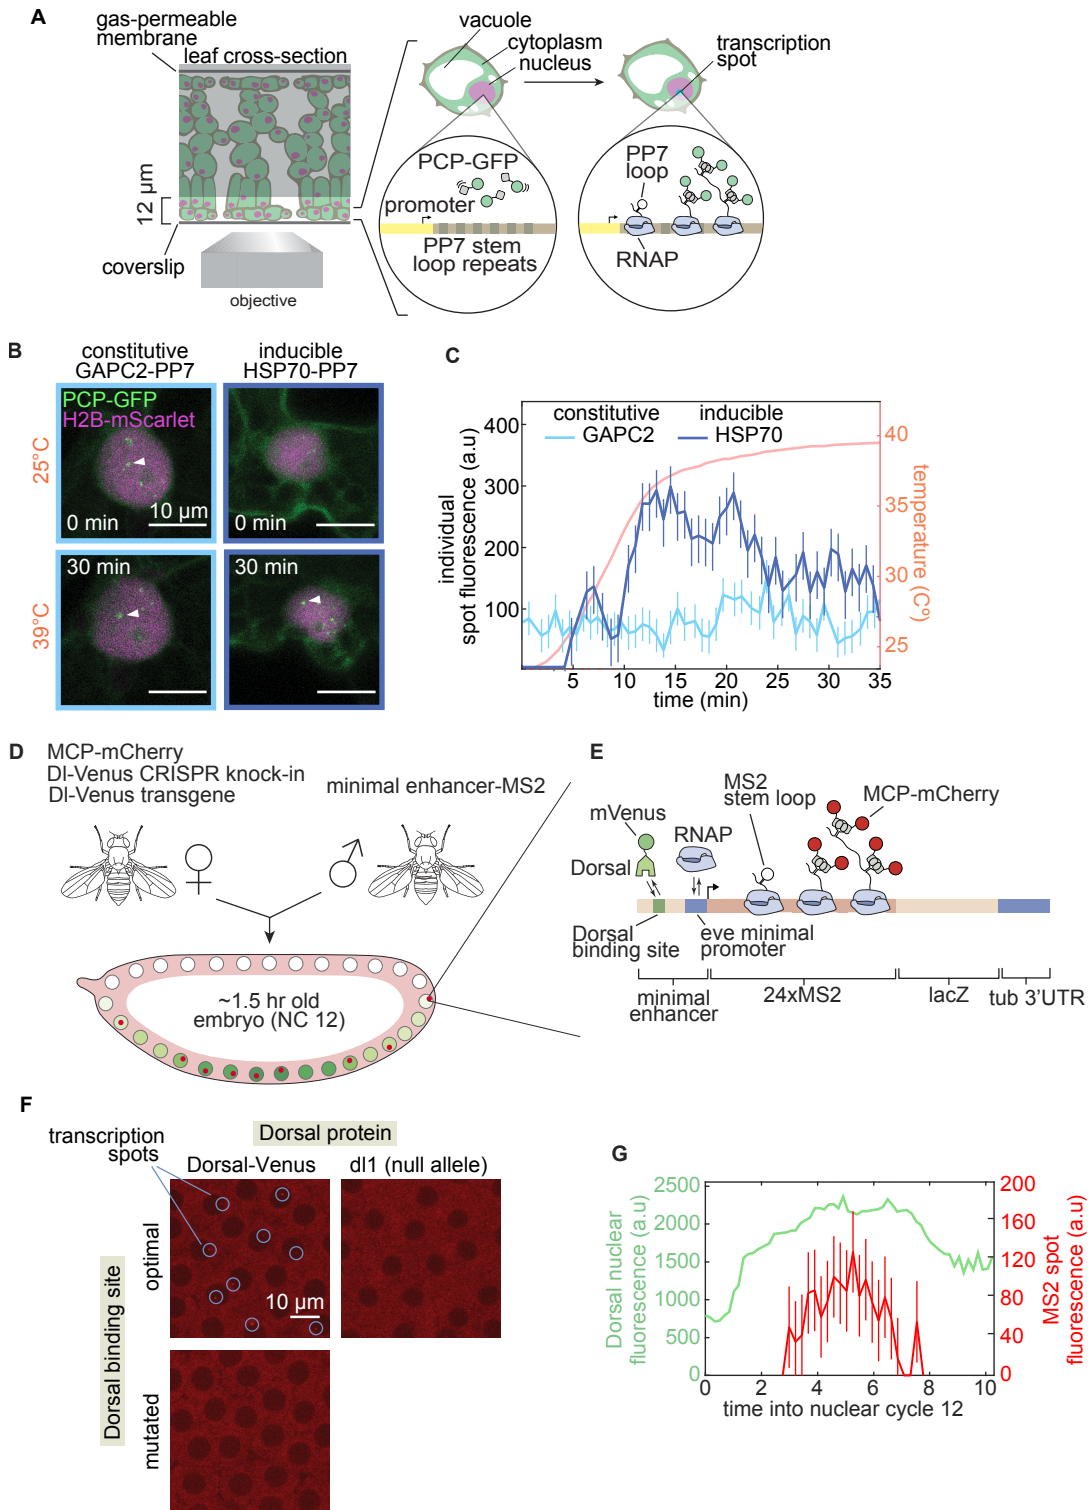 A
gas-permeable
membrane
leaf cross-section
12 µm
coverslip
objective
vacuole
cytoplasm
nucleus
transcription
spot
PCP-GFP
promoter
PP7 stem
loop repeats
PP7
loop
RNAP
B
constitutive
GAPC2-PP7
inducible
HSP70-PP7
25°C
PCP-GFP
H2B-mScarlet
0 min
10 µm
0 min
39°C
30 min
30 min
C
constitutive
GAPC2
inducible
HSP70
individual
spot fluorescence (a.u)
400
300
200
100
temperature (Cº)
40
35
30
25
5 10 15 20 25 30 35
time (min)
D
MCP-mCherry
Dl-Venus CRISPR knock-in
Dl-Venus transgene
minimal enhancer-MS2
~1.5 hr old
embryo (NC 12)
E
mVenus
Dorsal
RNAP
MS2
stem loop
MCP-mCherry
Dorsal
binding site
eve minimal
promoter
minimal
enhancer
24xMS2
lacZ
tub 3'UTR
F
transcription
spots
Dorsal protein
Dorsal-Venus
dl1 (null allele)
Dorsal binding site
optimal
10 µm
mutated
G
Dorsal nuclear
fluorescence (a.u)
2500
2000
1500
1000
500
0
200
160
120
80
40
0
MS2 spot
fluorescence (a.u)
0 2 4 6 8 10
time into nuclear cycle 12